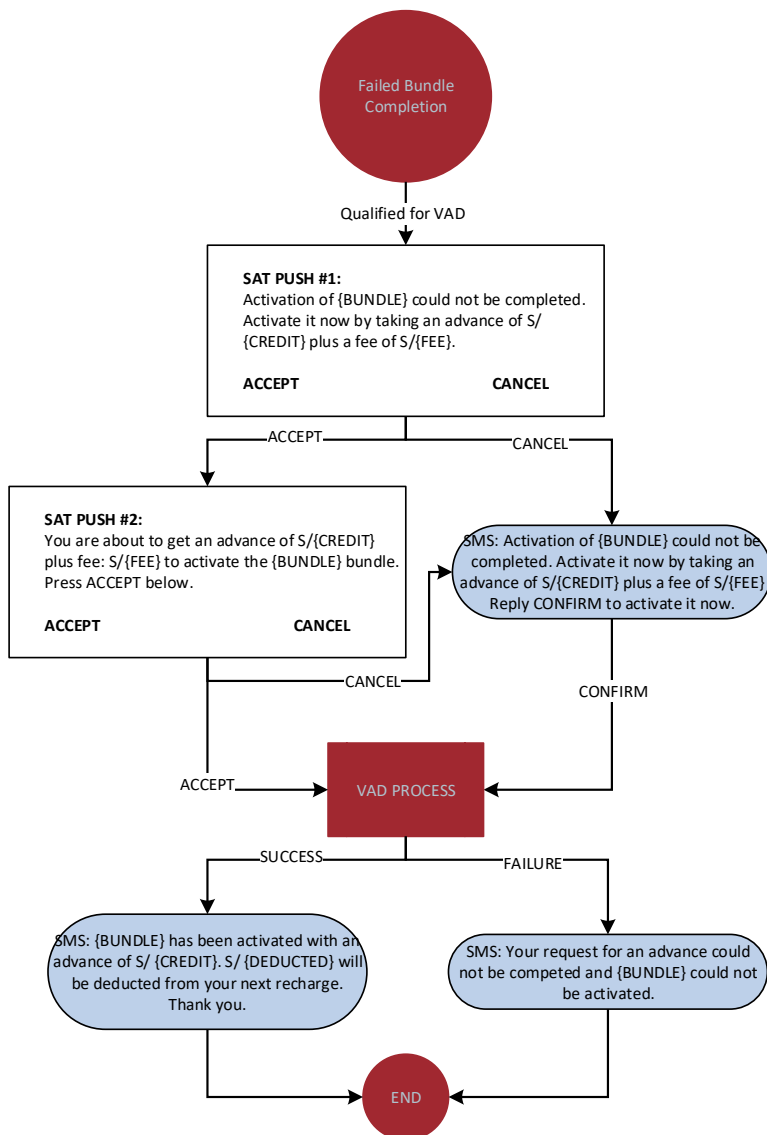 Failed Bundle
Completion
Qualified for VAD
SAT PUSH #1:
Activation of {BUNDLE} could not be completed.
Activate it now by taking an advance of S/
{CREDIT} plus a fee of S/{FEE}.
ACCEPT CANCEL
ACCEPT
CANCEL
SAT PUSH #2:
You are about to get an advance of S/{CREDIT}
plus fee: S/{FEE} to activate the {BUNDLE} bundle.
Press ACCEPT below.
ACCEPT CANCEL
SMS: Activation of {BUNDLE} could not be
completed. Activate it now by taking an
advance of S/{CREDIT} plus a fee of S/{FEE}
Reply CONFIRM to activate it now.
CANCEL
CONFIRM
ACCEPT
VAD PROCESS
SUCCESS
FAILURE
SMS: {BUNDLE} has been activated with an
advance of S/ {CREDIT}. S/ {DEDUCTED} will
be deducted from your next recharge.
Thank you.
SMS: Your request for an advance could
not be competed and {BUNDLE} could not
be activated.
END